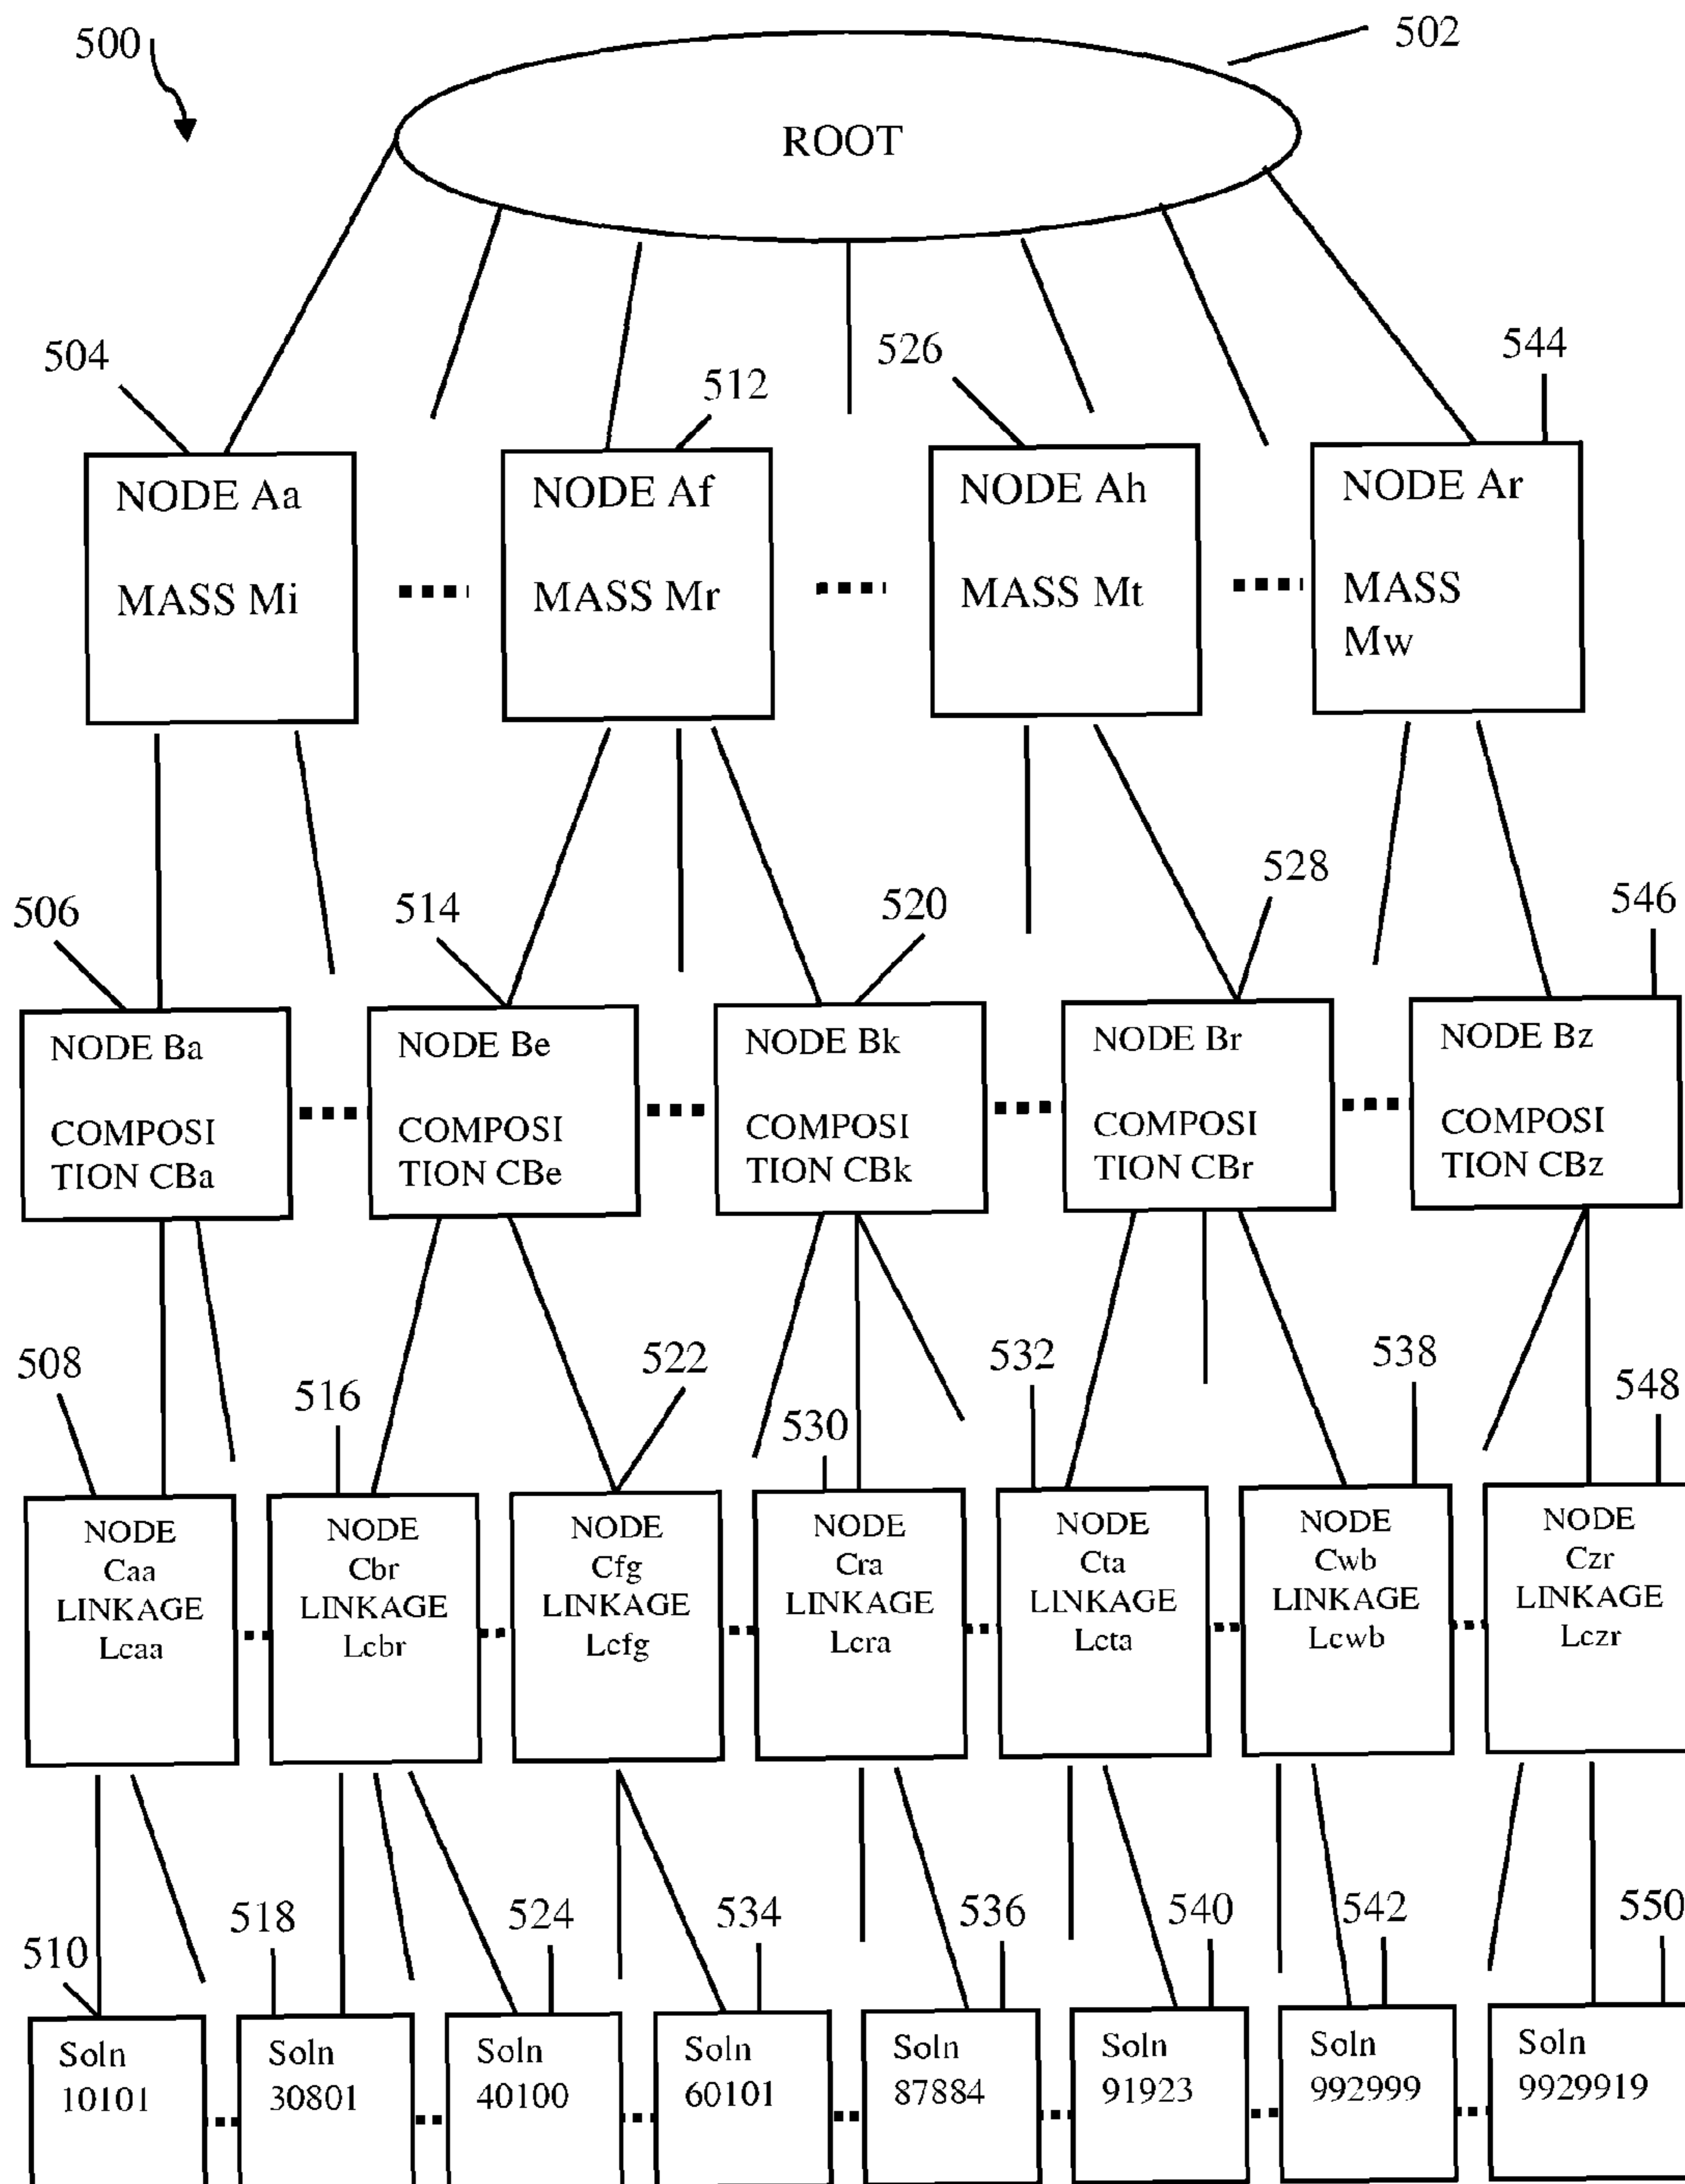 500
502
ROOT
504
512
526
544
NODE Aa
MASS Mi
NODE Af
MASS Mr
NODE Ah
MASS Mt
NODE Ar
MASS
Mw
506
514
520
528
546
NODE Ba
COMPOSI
TION CBa
NODE Be
COMPOSI
TION CBe
NODE Bk
COMPOSI
TION CBk
NODE Br
COMPOSI
TION CBr
NODE Bz
COMPOSI
TION CBz
508
516
522
530
532
538
548
NODE
Caa
LINKAGE
Lcaa
NODE
Cbr
LINKAGE
Lcbr
NODE
Cfg
LINKAGE
Lcfg
NODE
Cra
LINKAGE
Lcra
NODE
Cta
LINKAGE
Lcta
NODE
Cwb
LINKAGE
Lcwb
NODE
Czr
LINKAGE
Lczr
510
518
524
534
536
540
542
550
Soln
10101
Soln
30801
Soln
40100
Soln
60101
Soln
87884
Soln
91923
Soln
992999
Soln
9929919